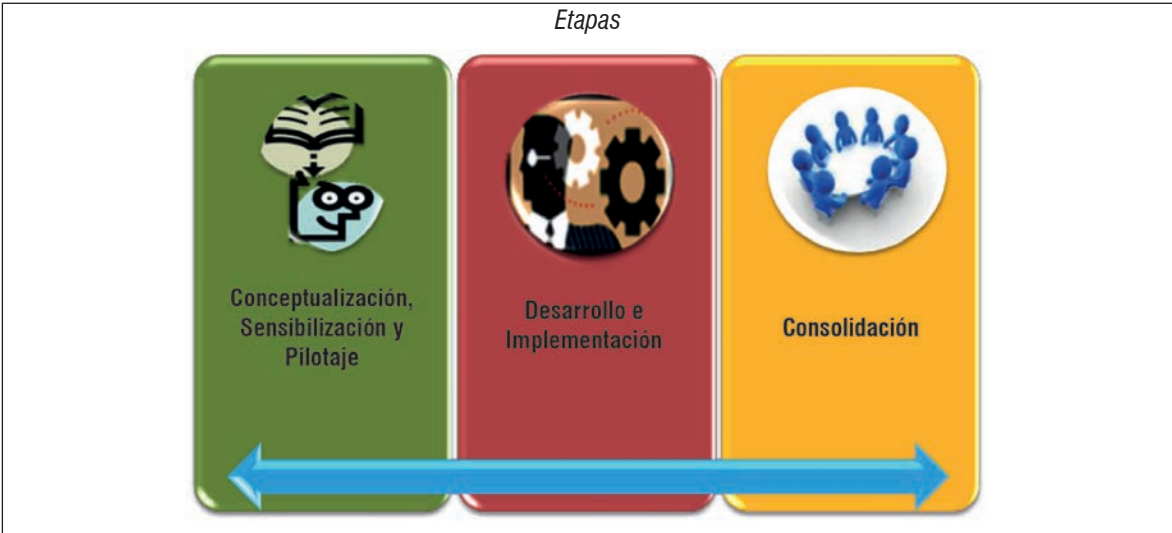 Etapas
Conceptualización,
Sensibilización y
Pilotaje
Desarrollo e
Implementación
Consolidación